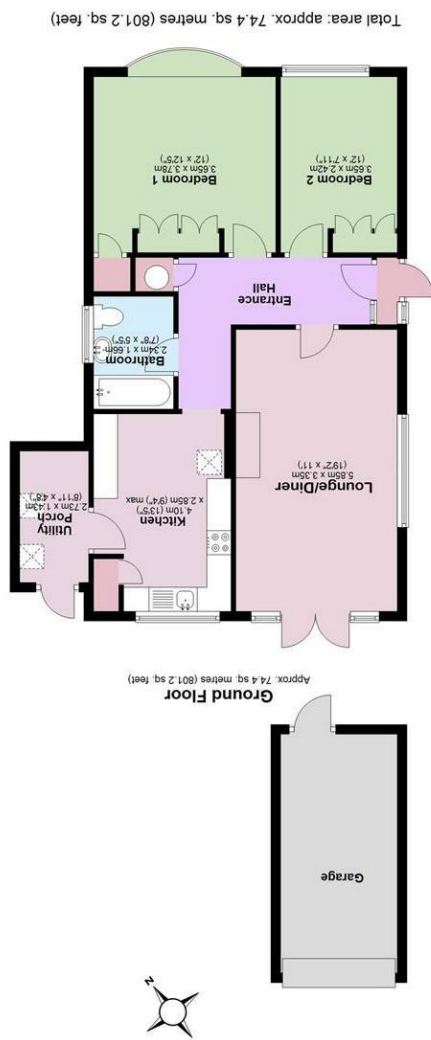 N
Garage
Ground Floor
Approx. 74.4 sq. metres (801.2 sq. feet)
Lounge/Diner
5.85m x 3.35m
(19'2" x 11')
Kitchen
4.10m (13'5")
x 2.85m (9'4") max
Utility
Porch
2.73m x 1.43m
(8'11" x 4'8")
Bathroom
2.34m x 1.66m
(7'8" x 5'5")
Entrance
Hall
Bedroom 2
3.65m x 2.42m
(12' x 7'11")
Bedroom 1
3.65m x 3.78m
(12' x 12'5")
Total area: approx. 74.4 sq. metres (801.2 sq. feet)